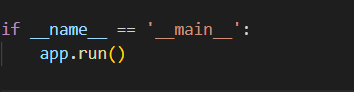 if __name__ == '__main__':
    app.run()